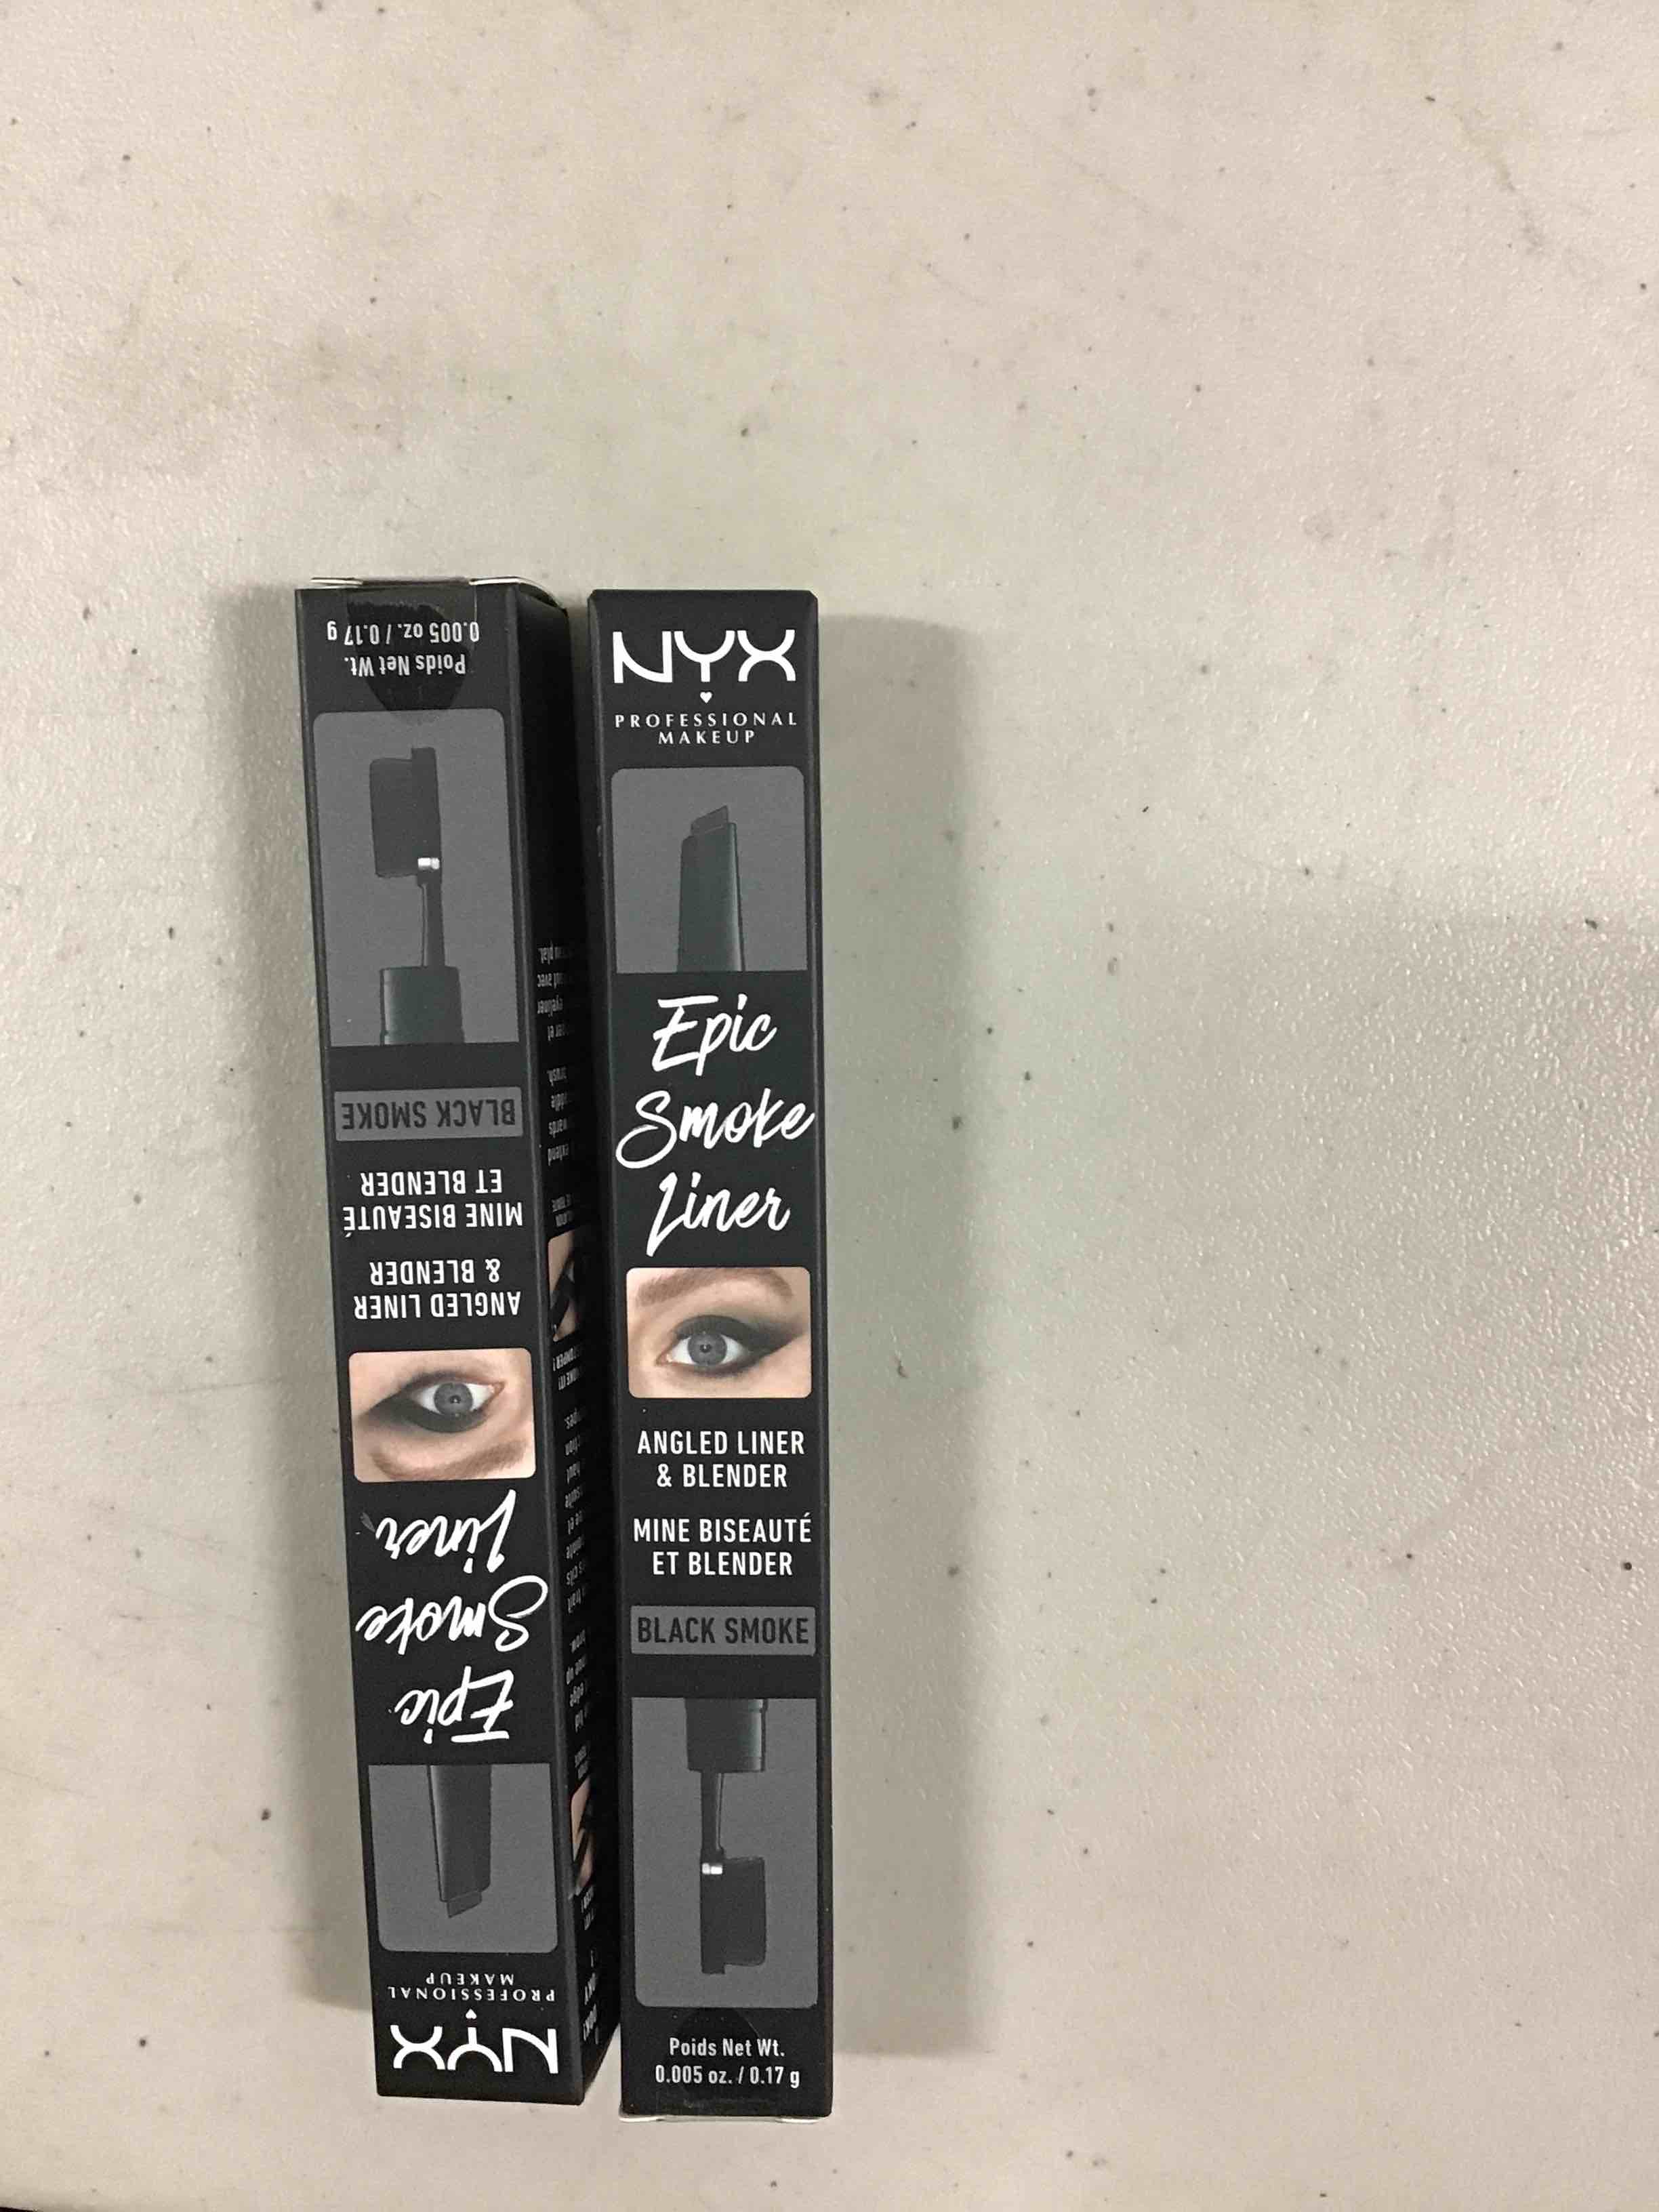 NYX
PROFESSIONAL
MAKEUP
Epic
Smoke
Liner
ANGLED LINER
& BLENDER
MINE BISEAUTÉ
ET BLENDER
BLACK SMOKE
Poids Net Wt.
0.005 oz. / 0.17 g
NYX
PROFESSIONAL
MAKEUP
Epic
Smoke
Liner
ANGLED LINER
& BLENDER
MINE BISEAUTÉ
ET BLENDER
BLACK SMOKE
Poids Net Wt.
0.005 oz. / 0.17 g